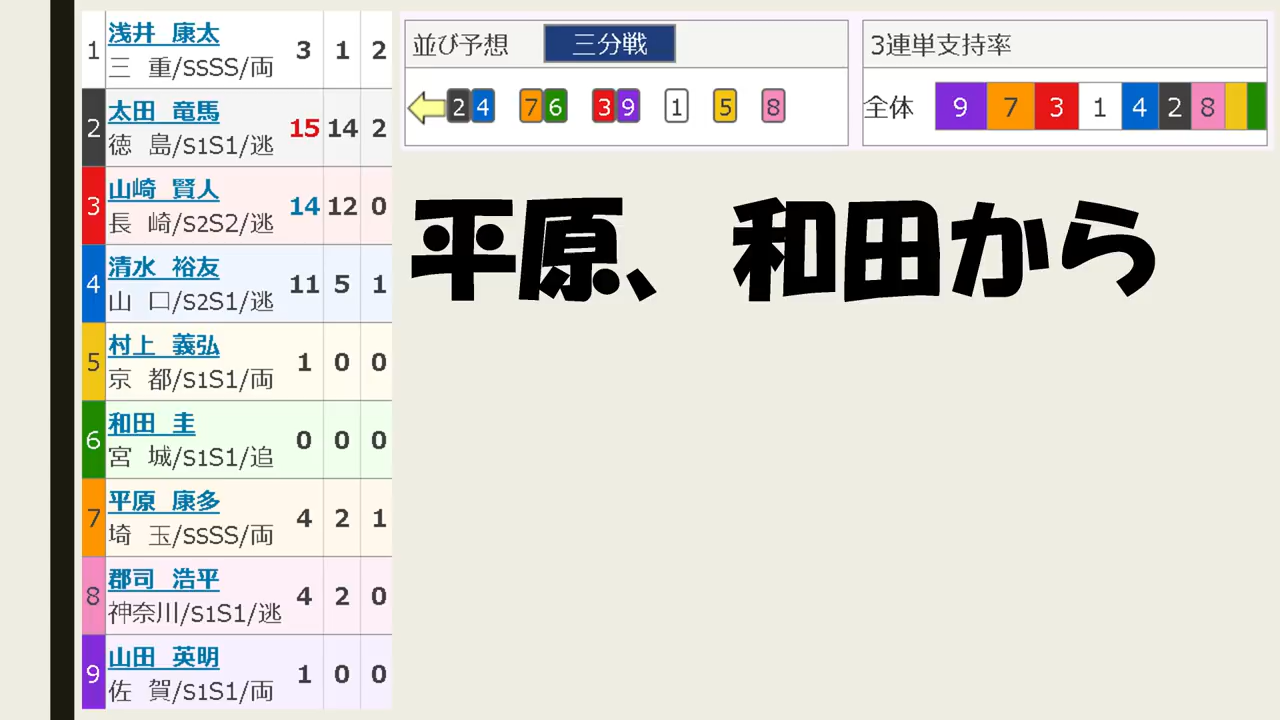 1 浅井 康太 3 1 2
三 重/SSSS/両
2 太田 竜馬 15 14 2
徳 島/S1S1/逃
3 山崎 賢人 14 12 0
長 崎/S2S2/逃
4 清水 裕友 11 5 1
山 口/S2S1/逃
5 村上 義弘 1 0 0
京 都/S1S1/両
6 和田 圭 0 0 0
宮 城/S1S1/追
7 平原 康多 4 2 1
埼 玉/SSSS/両
8 郡司 浩平 4 2 0
神奈川/S1S1/逃
9 山田 英明 1 0 0
佐 賀/S1S1/両
並び予想 三分戦
2 4 7 6 3 9 1 5 8
3連単支持率
全体 9 7 3 1 4 2 8
平原、和田から